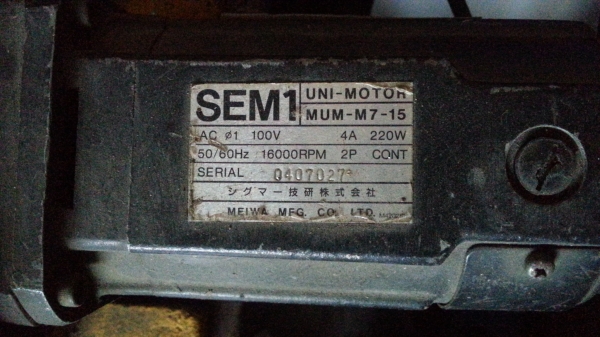 SEM1
UNI-MOTOR
MUM-M7-15
AC ø1 100V 4A 220W
50/60Hz 16000RPM 2P CONT
SERIAL Q407027
シグマー技研株式会社
MEIWA MFG. CO. LTD.